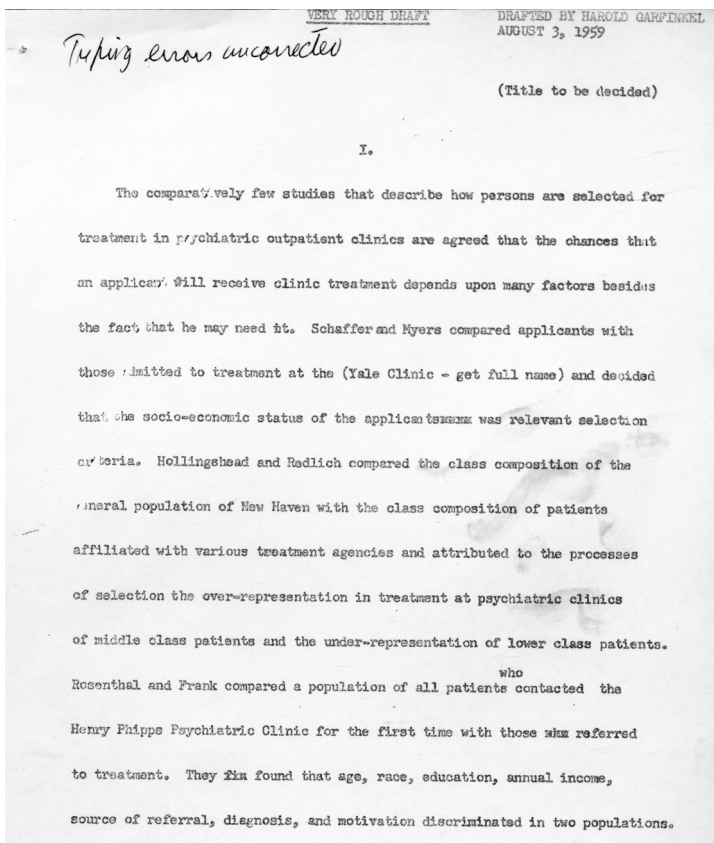 VERY ROUGH DRAFT
DRAFTED BY HAROLD GARFINKEL
AUGUST 3, 1959
Typing errors uncorrected
(Title to be decided)
I.
The comparatively few studies that describe how persons are selected for
treatment in psychiatric outpatient clinics are agreed that the chances that
an applicant will receive clinic treatment depends upon many factors besides
the fact that he may need it. Schaffer and Myers compared applicants with
those admitted to treatment at the (Yale Clinic - get full name) and decided
that the socio-economic status of the applicants was relevant selection
criteria. Hollingshead and Redlich compared the class composition of the
general population of New Haven with the class composition of patients
affiliated with various treatment agencies and attributed to the processes
of selection the over-representation in treatment at psychiatric clinics
of middle class patients and the under-representation of lower class patients.
who
Rosenthal and Frank compared a population of all patients contacted the
Henry Phipps Psychiatric Clinic for the first time with those referred
to treatment. They found that age, race, education, annual income,
source of referral, diagnosis, and motivation discriminated in two populations.